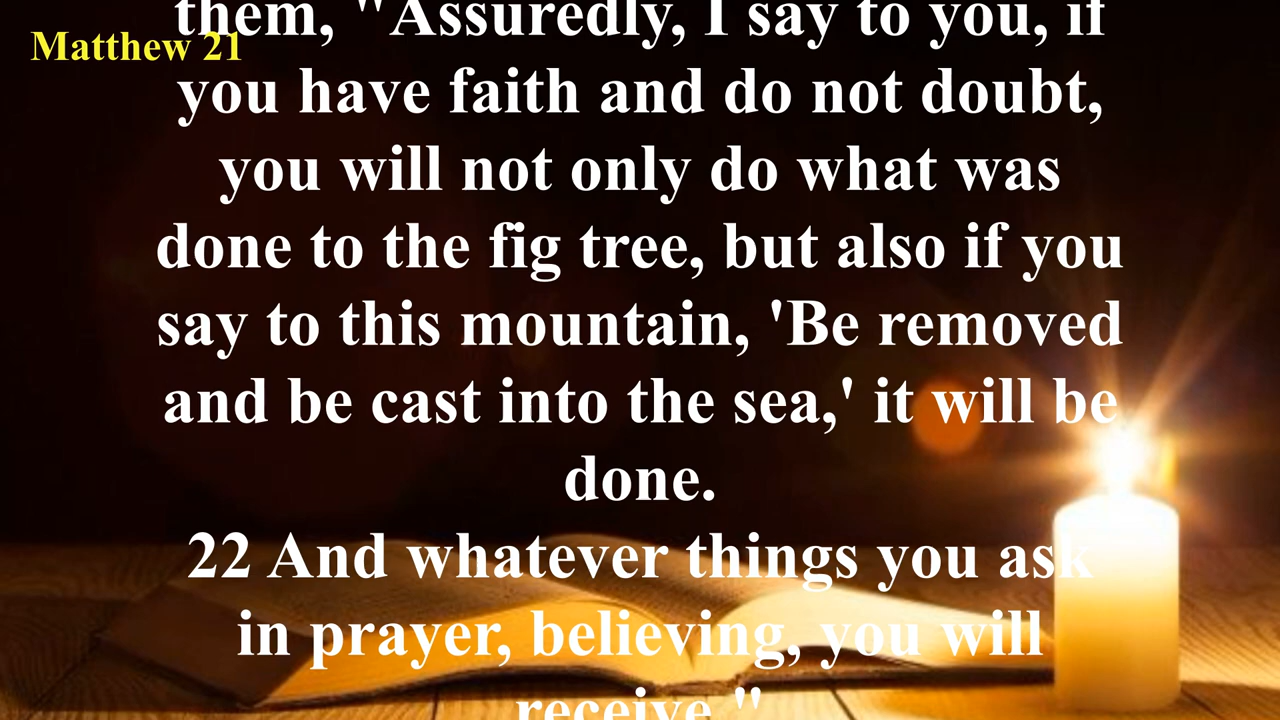 Matthew 21
them, "Assuredly, I say to you, if
you have faith and do not doubt,
you will not only do what was
done to the fig tree, but also if you
say to this mountain, 'Be removed
and be cast into the sea,' it will be
done.
22 And whatever things you ask
in prayer, believing, you will
receive."